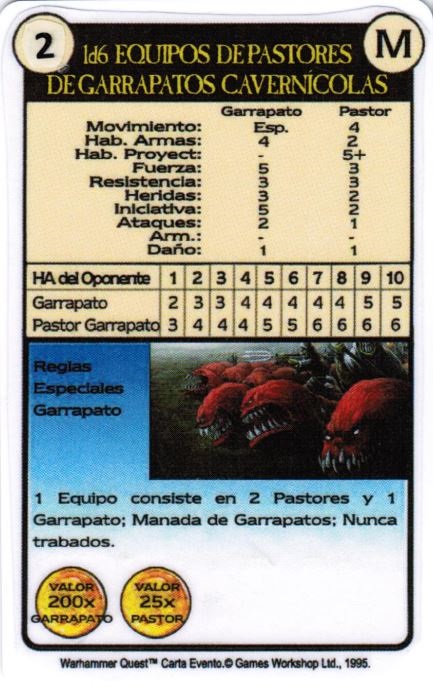 2
M
1d6 EQUIPOS DE PASTORES
DE GARRAPATOS CAVERNÍCOLAS
Garrapato Pastor
Movimiento: Esp. 4
Hab. Armas: 4 2
Hab. Proyect: - 5+
Fuerza: 5 3
Resistencia: 3 3
Heridas: 3 2
Iniciativa: 5 2
Ataques: 2 1
Arm.: - -
Daño: 1 1
HA del Oponente 1 2 3 4 5 6 7 8 9 10
Garrapato 2 3 3 4 4 4 4 4 5 5
Pastor Garrapato 3 4 4 4 5 5 6 6 6 6
Reglas
Especiales
Garrapato
1 Equipo consiste en 2 Pastores y 1
Garrapato; Manada de Garrapatos; Nunca
trabados.
VALOR
200x
GARRAPATO
VALOR
25x
PASTOR
Warhammer Quest™ Carta Evento.© Games Workshop Ltd., 1995.